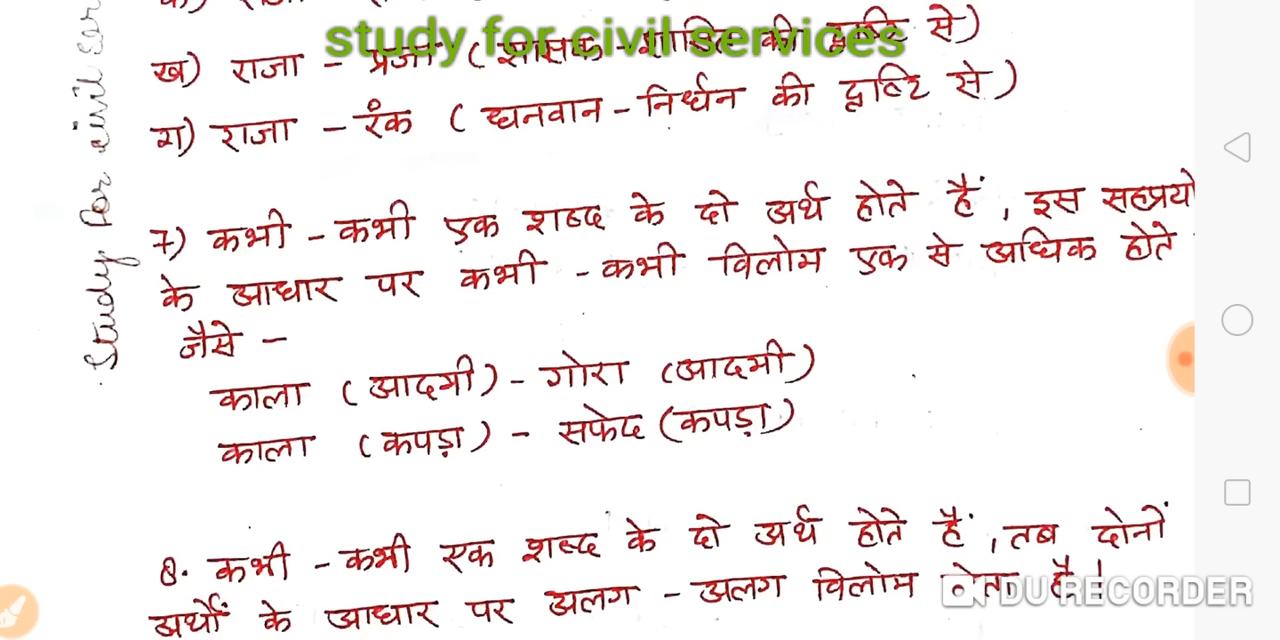 study for civil services
ख) राजा - प्रजा (शासक - शासित की दृष्टि से)
ग) राजा - रंक ( धनवान - निर्धन की दृष्टि से )
7) कभी - कभी एक शब्द के दो अर्थ होते हैं , इस सहप्रयो
के आधार पर कभी - कभी विलोम एक से अधिक होते
जैसे -
काला ( आदमी ) - गोरा (आदमी )
काला ( कपड़ा ) - सफेद (कपड़ा )
8. कभी - कभी एक शब्द के दो अर्थ होते हैं , तब दोनों
अर्थों के आधार पर अलग - अलग विलोम होता है।
DU RECORDER
Study for civil ser